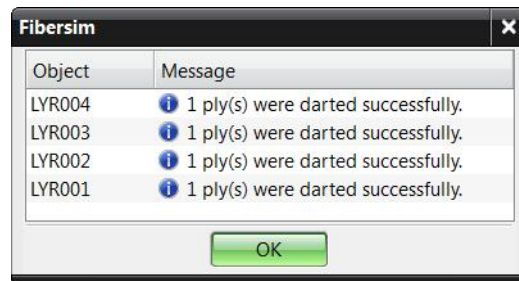 Fibersim
Object Message
LYR004 1 ply(s) were darted successfully.
LYR003 1 ply(s) were darted successfully.
LYR002 1 ply(s) were darted successfully.
LYR001 1 ply(s) were darted successfully.
OK